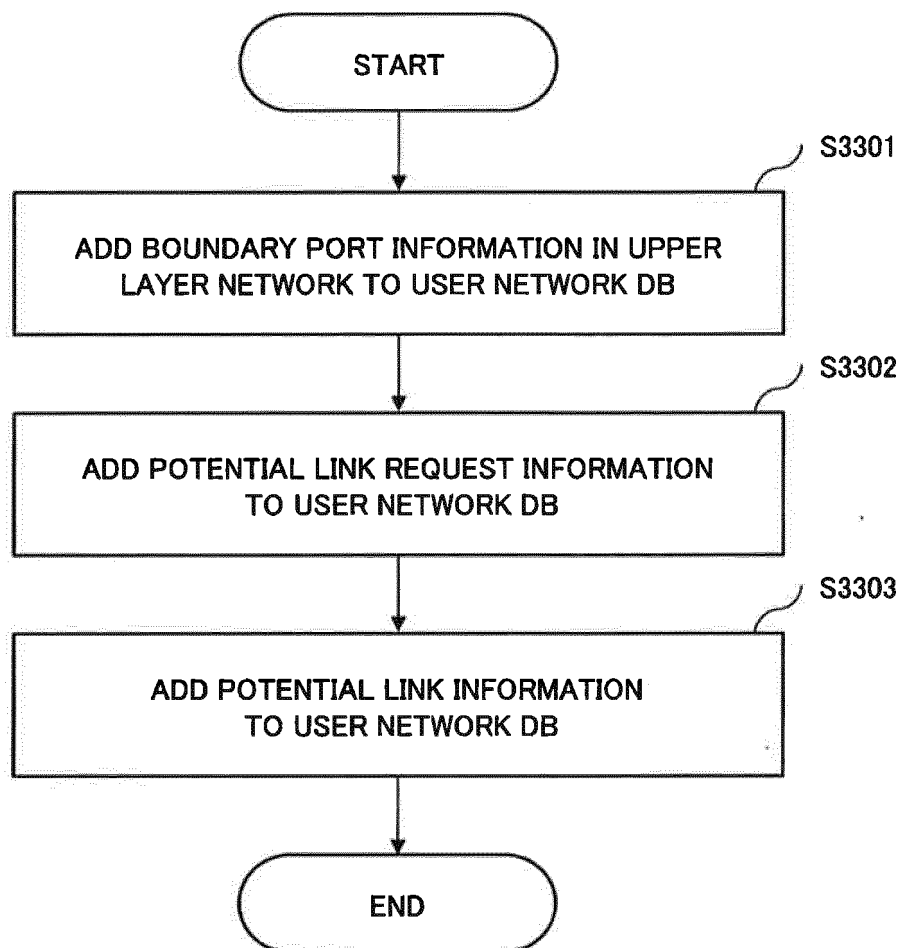 START
S3301
ADD BOUNDARY PORT INFORMATION IN UPPER
LAYER NETWORK TO USER NETWORK DB
S3302
ADD POTENTIAL LINK REQUEST INFORMATION
TO USER NETWORK DB
S3303
ADD POTENTIAL LINK INFORMATION
TO USER NETWORK DB
END